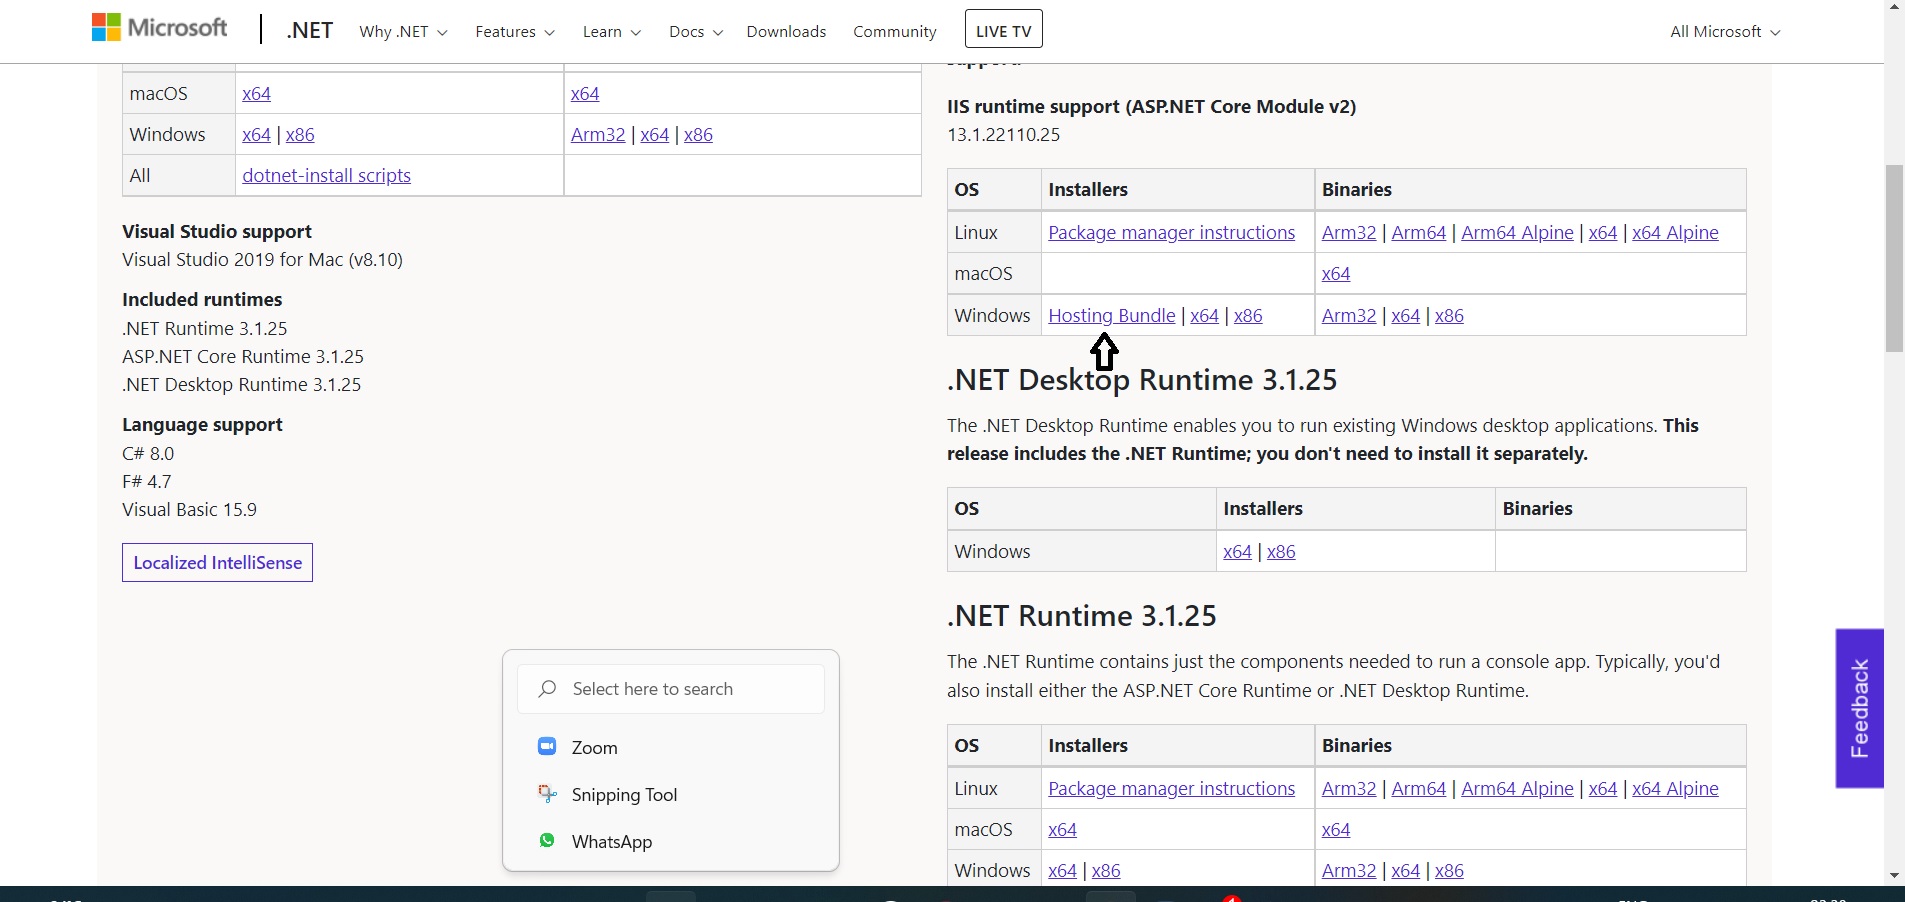 Microsoft | .NET Why .NET Features Learn Docs Downloads Community LIVE TV All Microsoft
macOS x64 x64
Windows x64 | x86 Arm32 | x64 | x86
All dotnet-install scripts
Visual Studio support
Visual Studio 2019 for Mac (v8.10)
Included runtimes
.NET Runtime 3.1.25
ASP.NET Core Runtime 3.1.25
.NET Desktop Runtime 3.1.25
Language support
C# 8.0
F# 4.7
Visual Basic 15.9
Localized IntelliSense
Select here to search
Zoom
Snipping Tool
WhatsApp
support.
IIS runtime support (ASP.NET Core Module v2)
13.1.22110.25
OS Installers Binaries
Linux Package manager instructions Arm32 | Arm64 | Arm64 Alpine | x64 | x64 Alpine
macOS x64
Windows Hosting Bundle | x64 | x86 Arm32 | x64 | x86
.NET Desktop Runtime 3.1.25
The .NET Desktop Runtime enables you to run existing Windows desktop applications. This
release includes the .NET Runtime; you don't need to install it separately.
OS Installers Binaries
Windows x64 | x86
.NET Runtime 3.1.25
The .NET Runtime contains just the components needed to run a console app. Typically, you'd
also install either the ASP.NET Core Runtime or .NET Desktop Runtime.
OS Installers Binaries
Linux Package manager instructions Arm32 | Arm64 | Arm64 Alpine | x64 | x64 Alpine
macOS x64 x64
Windows x64 | x86 Arm32 | x64 | x86
Feedback